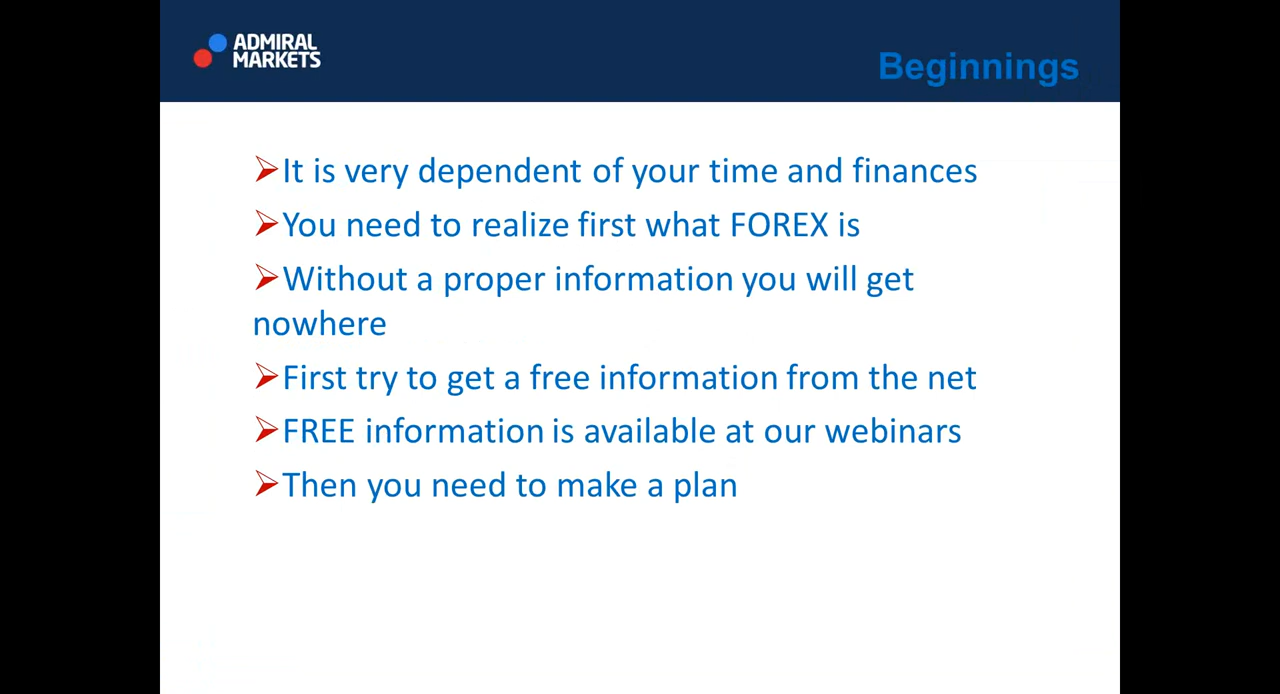 ADMIRAL
MARKETS
Beginnings
It is very dependent of your time and finances
You need to realize first what FOREX is
Without a proper information you will get
nowhere
First try to get a free information from the net
FREE information is available at our webinars
Then you need to make a plan